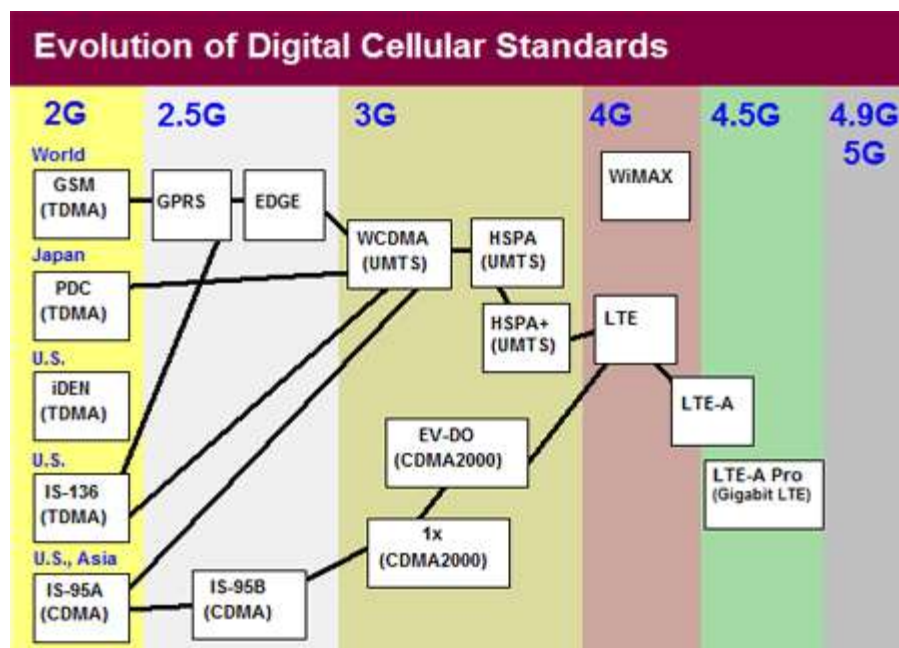 Evolution of Digital Cellular Standards
2G
2.5G
3G
4G
4.5G
4.9G
5G
World
GSM
(TDMA)
GPRS
EDGE
WiMAX
Japan
PDC
(TDMA)
WCDMA
(UMTS)
HSPA
(UMTS)
HSPA+
(UMTS)
LTE
U.S.
iDEN
(TDMA)
LTE-A
EV-DO
(CDMA2000)
U.S.
IS-136
(TDMA)
LTE-A Pro
(Gigabit LTE)
1x
(CDMA2000)
U.S., Asia
IS-95A
(CDMA)
IS-95B
(CDMA)